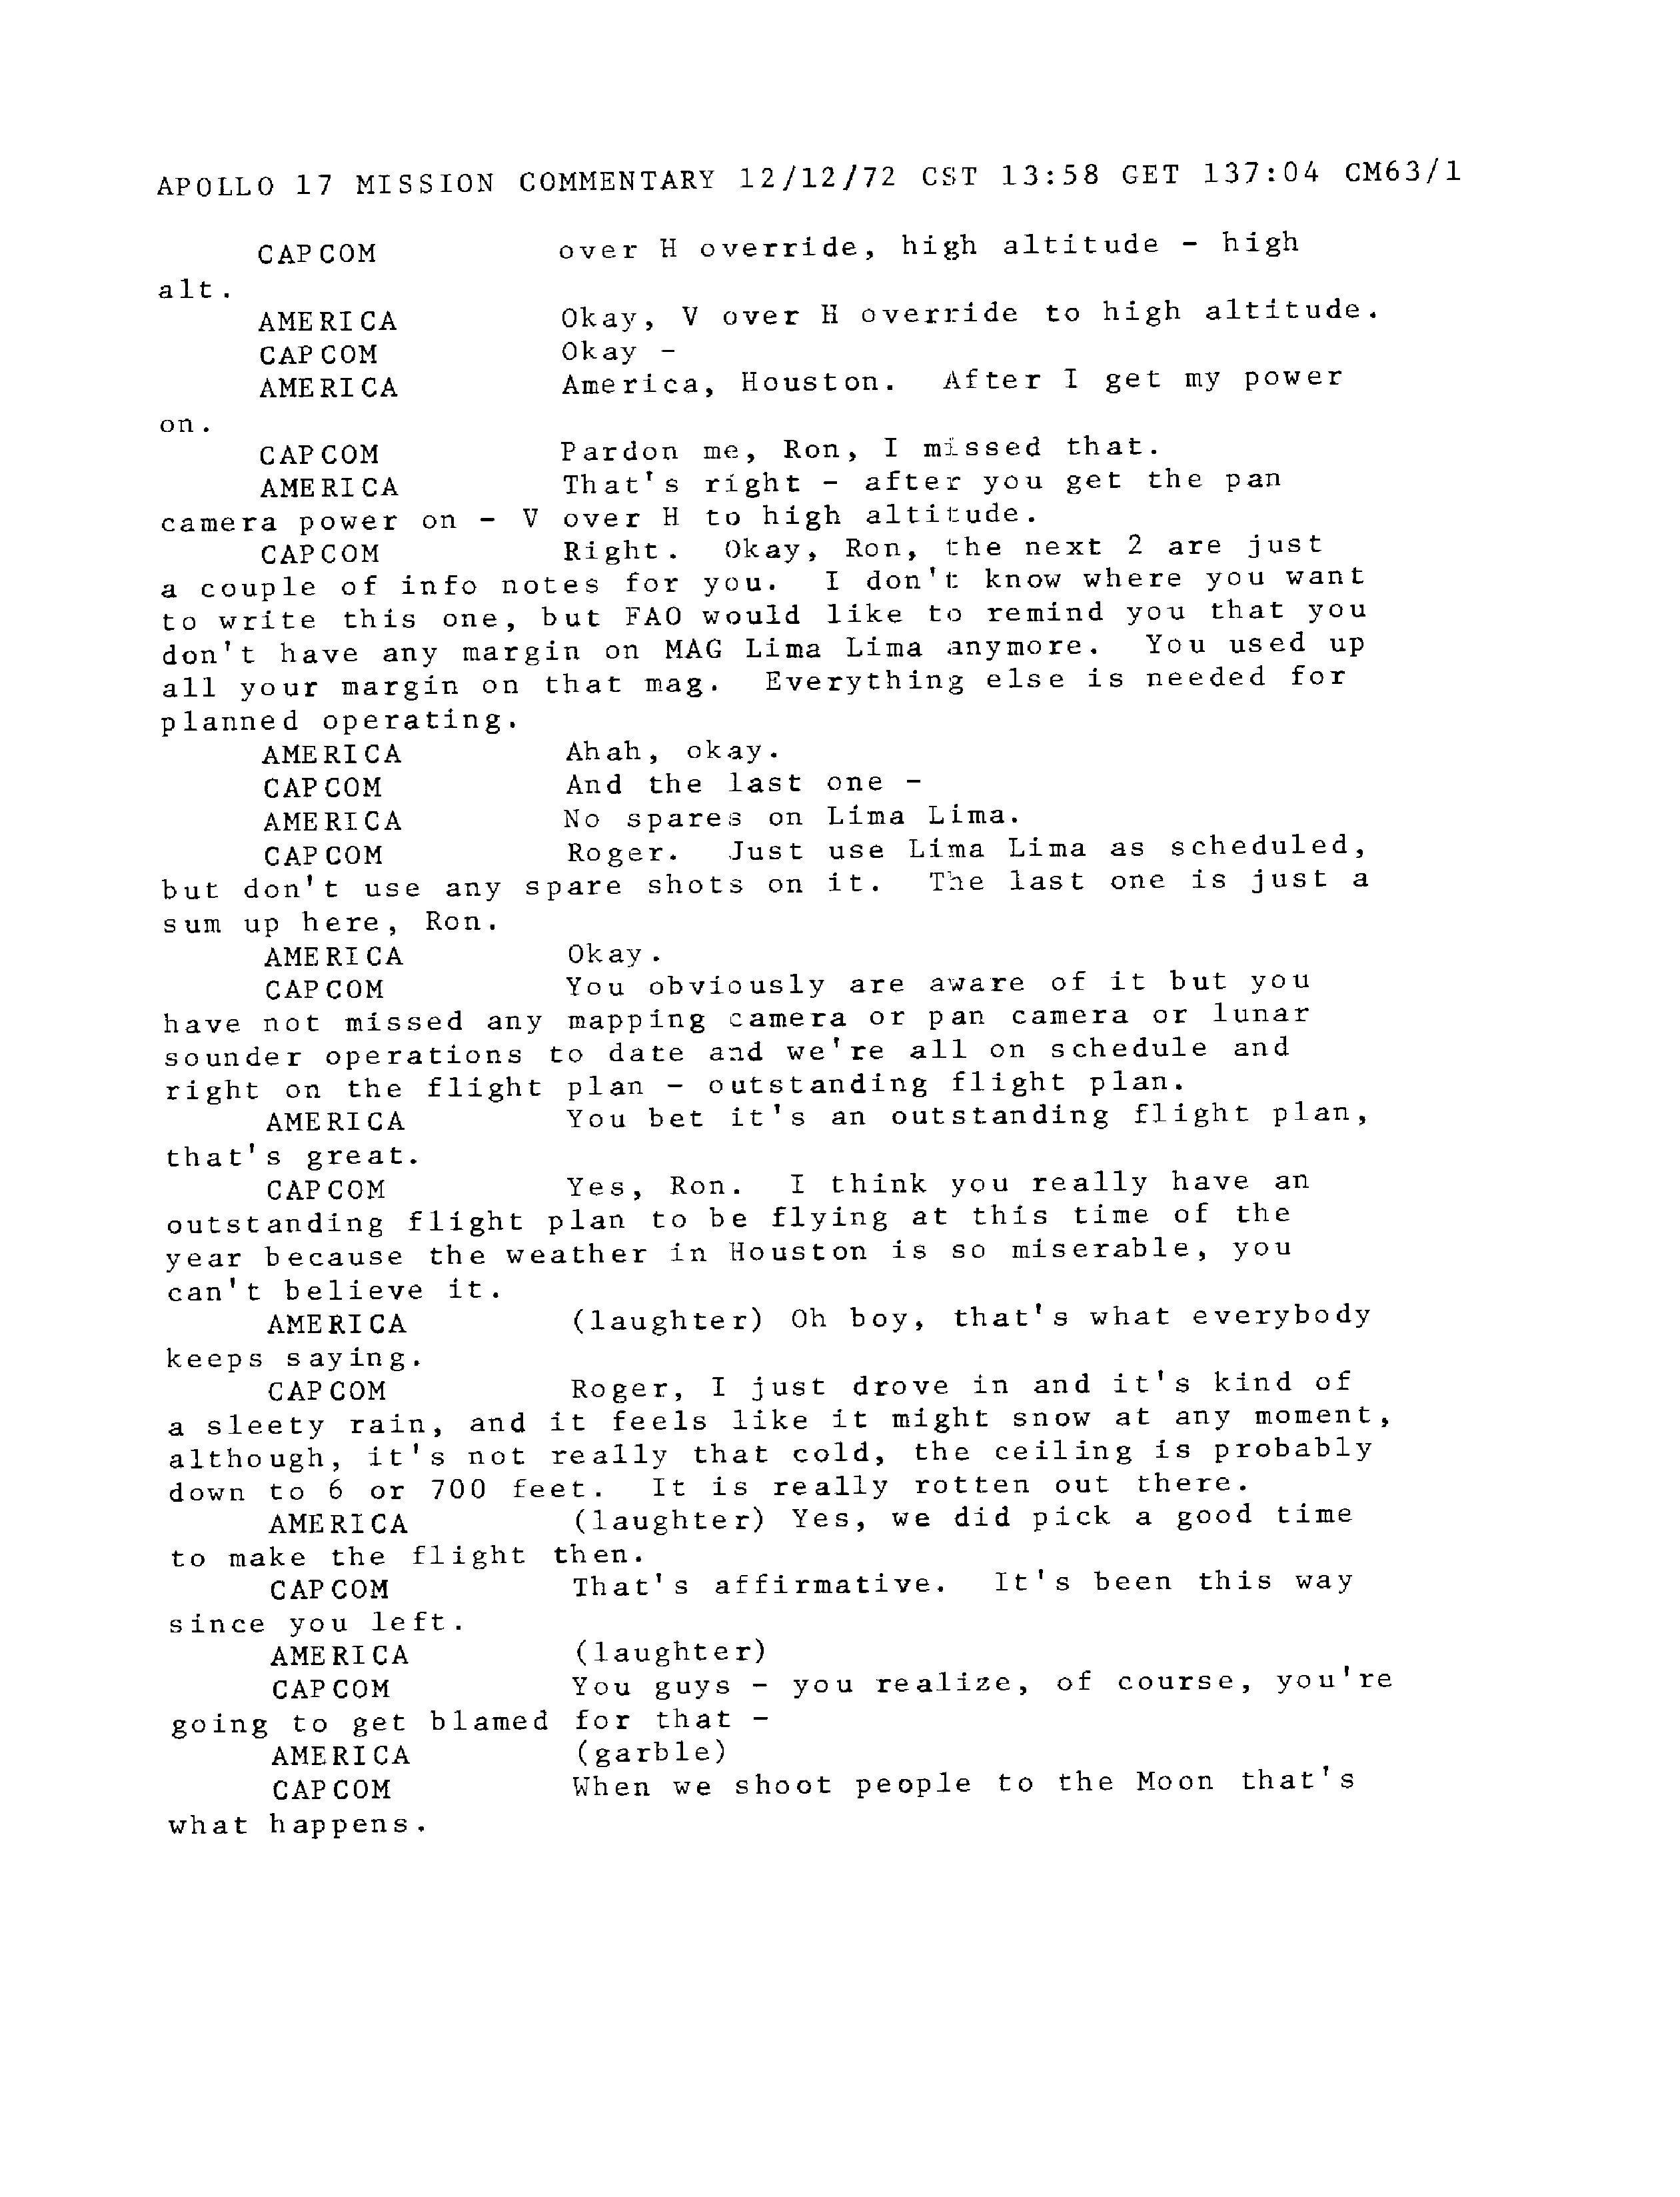 APOLLO 17 MISSION COMMENTARY 12/12/72 CST 13:58 GET 137:04 CM63/1
CAPCOM over H override, high altitude - high
alt.
AMERICA Okay, V over H override to high altitude.
CAPCOM Okay -
AMERICA America, Houston. After I get my power
on.
CAPCOM Pardon me, Ron, I missed that.
AMERICA That's right - after you get the pan
camera power on - V over H to high altitude.
CAPCOM Right. Okay, Ron, the next 2 are just
a couple of info notes for you. I don't know where you want
to write this one, but FAO would like to remind you that you
don't have any margin on MAG Lima Lima anymore. You used up
all your margin on that mag. Everything else is needed for
planned operating.
AMERICA Ahah, okay.
CAPCOM And the last one -
AMERICA No spares on Lima Lima.
CAPCOM Roger. Just use Lima Lima as scheduled,
but don't use any spare shots on it. The last one is just a
sum up here, Ron.
AMERICA Okay.
CAPCOM You obviously are aware of it but you
have not missed any mapping camera or pan camera or lunar
sounder operations to date and we're all on schedule and
right on the flight plan - outstanding flight plan.
AMERICA You bet it's an outstanding flight plan,
that's great.
CAPCOM Yes, Ron. I think you really have an
outstanding flight plan to be flying at this time of the
year because the weather in Houston is so miserable, you
can't believe it.
AMERICA (laughter) Oh boy, that's what everybody
keeps saying.
CAPCOM Roger, I just drove in and it's kind of
a sleety rain, and it feels like it might snow at any moment,
although, it's not really that cold, the ceiling is probably
down to 6 or 700 feet. It is really rotten out there.
AMERICA (laughter) Yes, we did pick a good time
to make the flight then.
CAPCOM That's affirmative. It's been this way
since you left.
AMERICA (laughter)
CAPCOM You guys - you realize, of course, you're
going to get blamed for that -
AMERICA (garble)
CAPCOM When we shoot people to the Moon that's
what happens.